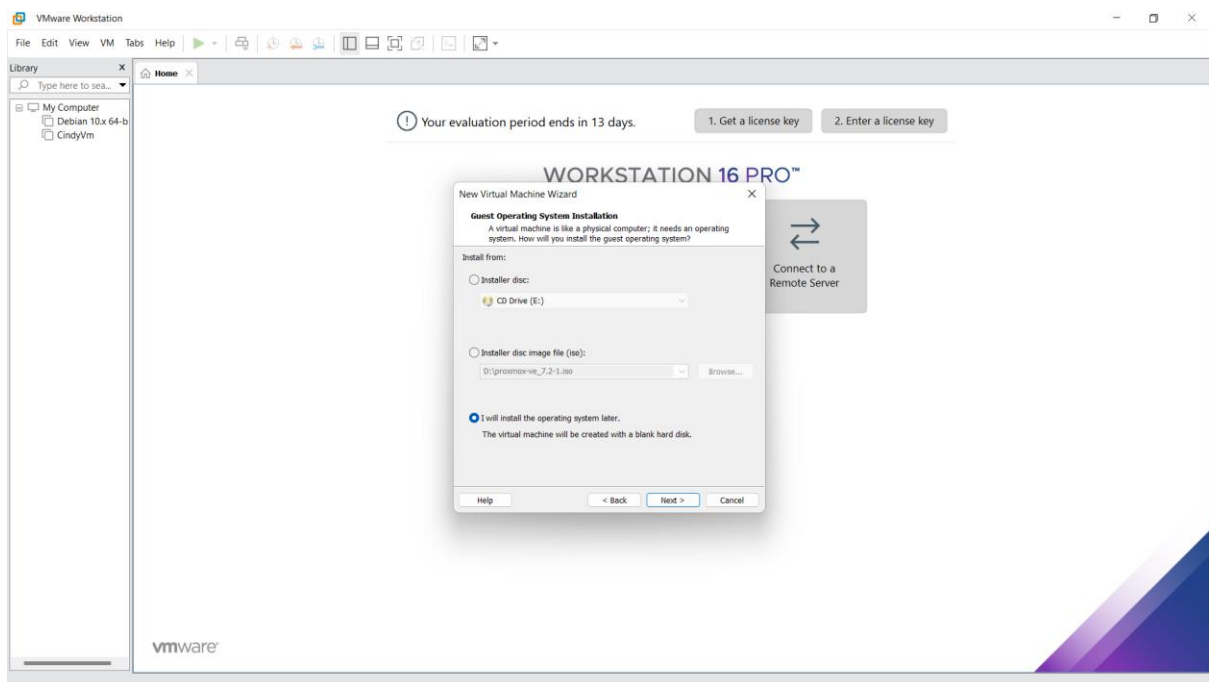 VMware Workstation
File Edit View VM Tabs Help
Library X
Home
Type here to sea...
My Computer
Debian 10.x 64-b
CindyVm
Your evaluation period ends in 13 days.
1. Get a license key
2. Enter a license key
WORKSTATION 16 PRO™
New Virtual Machine Wizard
Guest Operating System Installation
A virtual machine is like a physical computer; it needs an operating
system. How will you install the guest operating system?
Install from:
Installer disc:
CD Drive (E:)
Installer disc image file (iso):
D:\proxmox-ve_7.2-1.iso
Browse...
I will install the operating system later.
The virtual machine will be created with a blank hard disk.
Help
< Back
Next >
Cancel
Connect to a
Remote Server
vmware